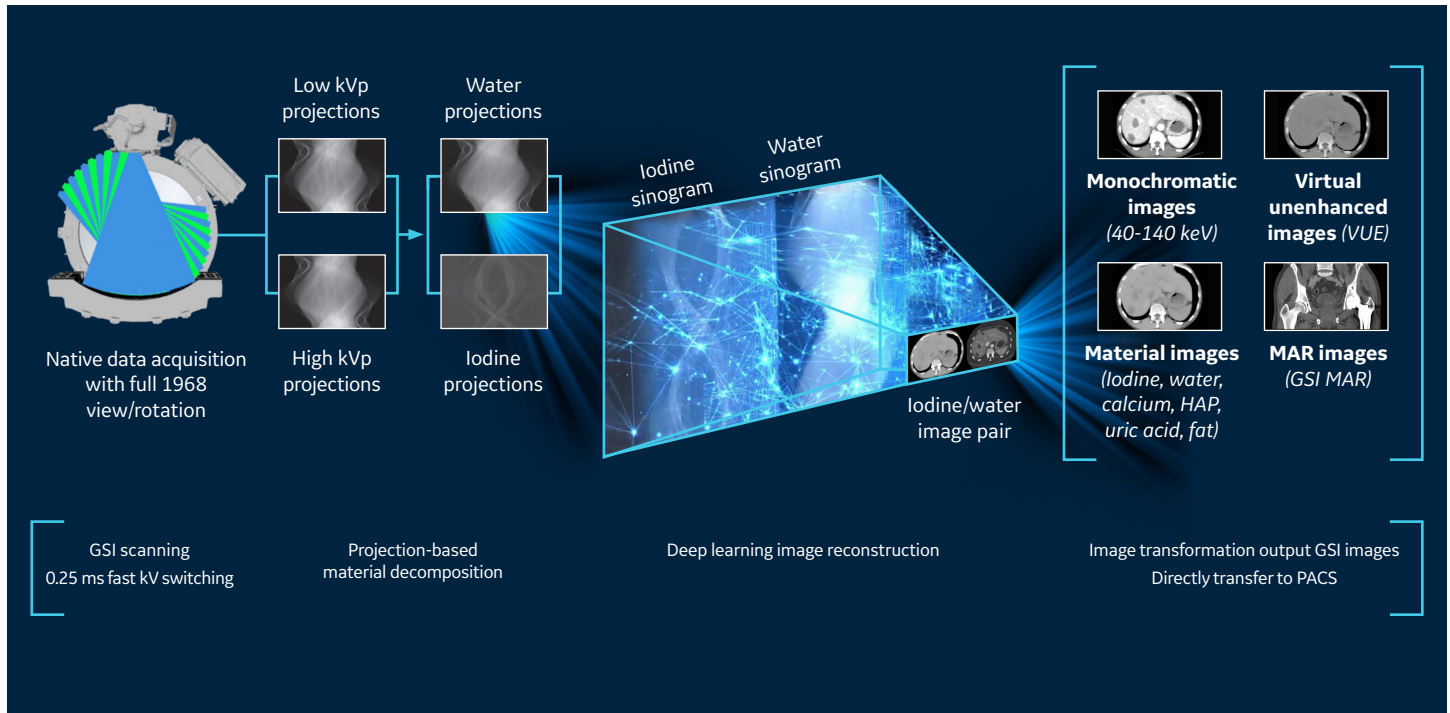 Low kVp
projections
Water
projections
Iodine
sinogram
Water
sinogram
Monochromatic
images
(40-140 keV)
Virtual
unenhanced
images (VUE)
Native data acquisition
with full 1968
view/rotation
High kVp
projections
Iodine
projections
Iodine/water
image pair
Material images
(Iodine, water,
calcium, HAP,
uric acid, fat)
MAR images
(GSI MAR)
GSI scanning
0.25 ms fast kV switching
Projection-based
material decomposition
Deep learning image reconstruction
Image transformation output GSI images
Directly transfer to PACS